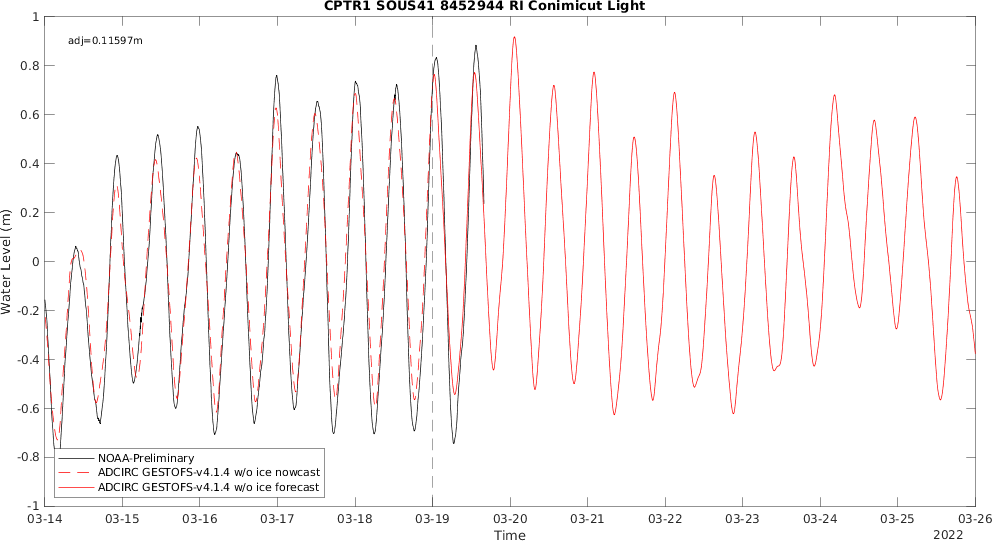 CPTR1 SOUS41 8452944 RI Conimicut Light
1
adj=0.11597m
0.8
0.6
0.4
0.2
0
-0.2
-0.4
-0.6
-0.8
-1
Water Level (m)
NOAA-Preliminary
ADCIRC GESTOFS-v4.1.4 w/o ice nowcast
ADCIRC GESTOFS-v4.1.4 w/o ice forecast
03-14 03-15 03-16 03-17 03-18 03-19 03-20 03-21 03-22 03-23 03-24 03-25 03-26
Time
2022